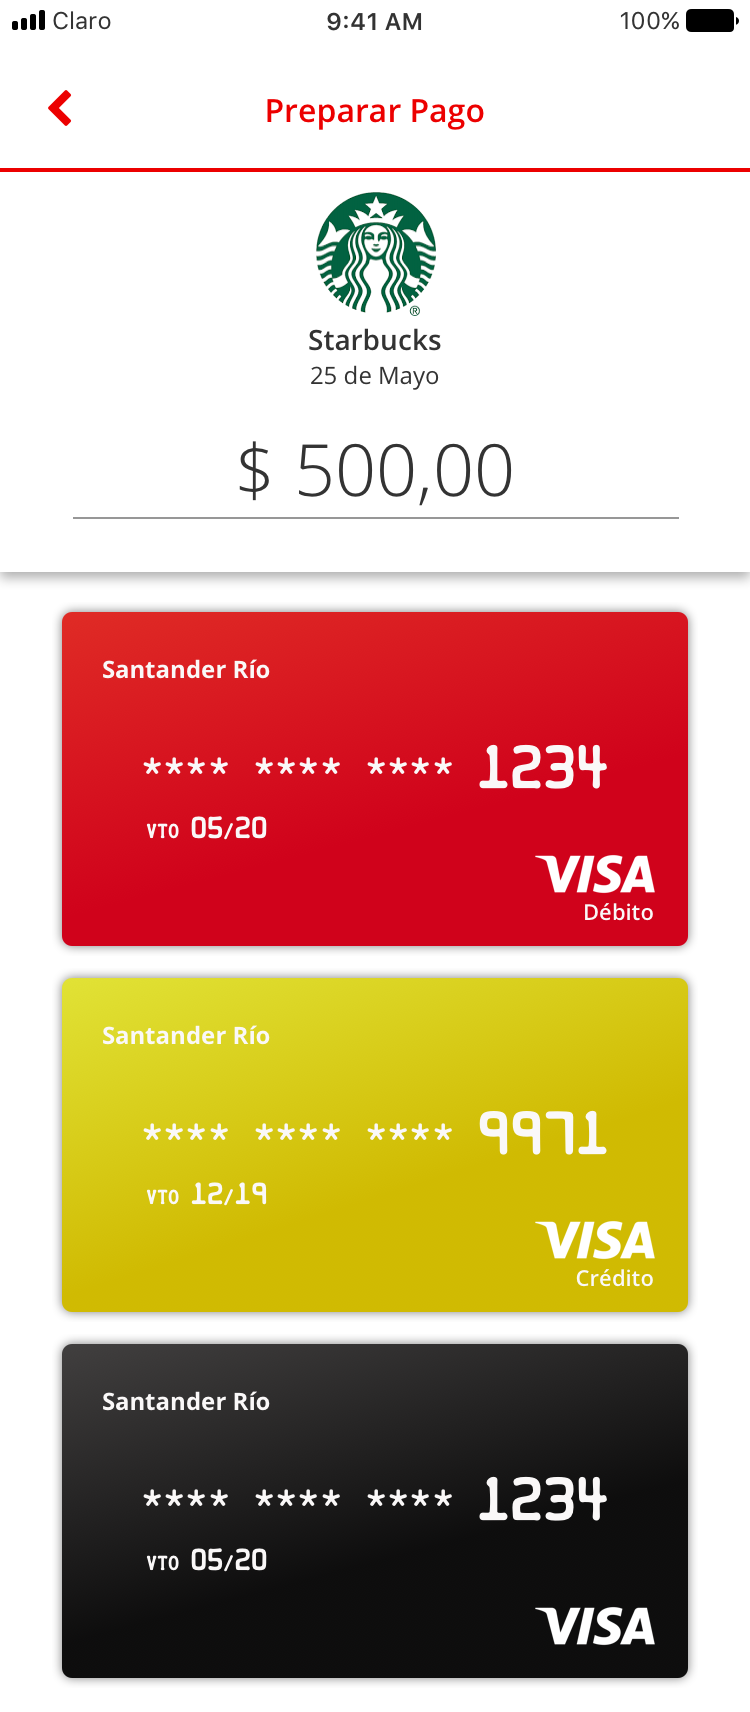 Claro 9:41 AM 100%
Preparar Pago
®
Starbucks
25 de Mayo
$ 500,00
Santander Río
**** **** **** 1234
VTO 05/20
VISA
Débito
Santander Río
**** **** **** 9971
VTO 12/19
VISA
Crédito
Santander Río
**** **** **** 1234
VTO 05/20
VISA